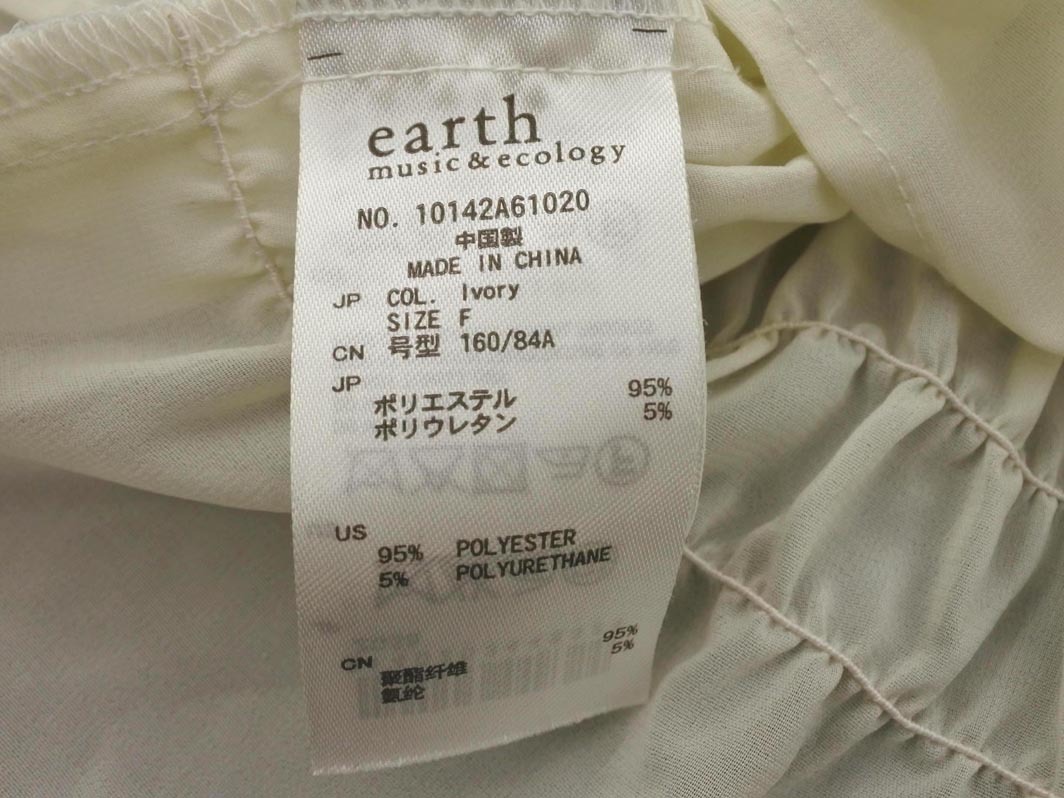 earth
music & ecology
NO. 10142A61020
中国製
MADE IN CHINA
JP COL. Ivory
SIZE F
CN 号型 160/84A
JP
ポリエステル 95%
ポリウレタン 5%
US
95% POLYESTER
5% POLYURETHANE
CN
聚酯纤维 95%
氨纶 5%